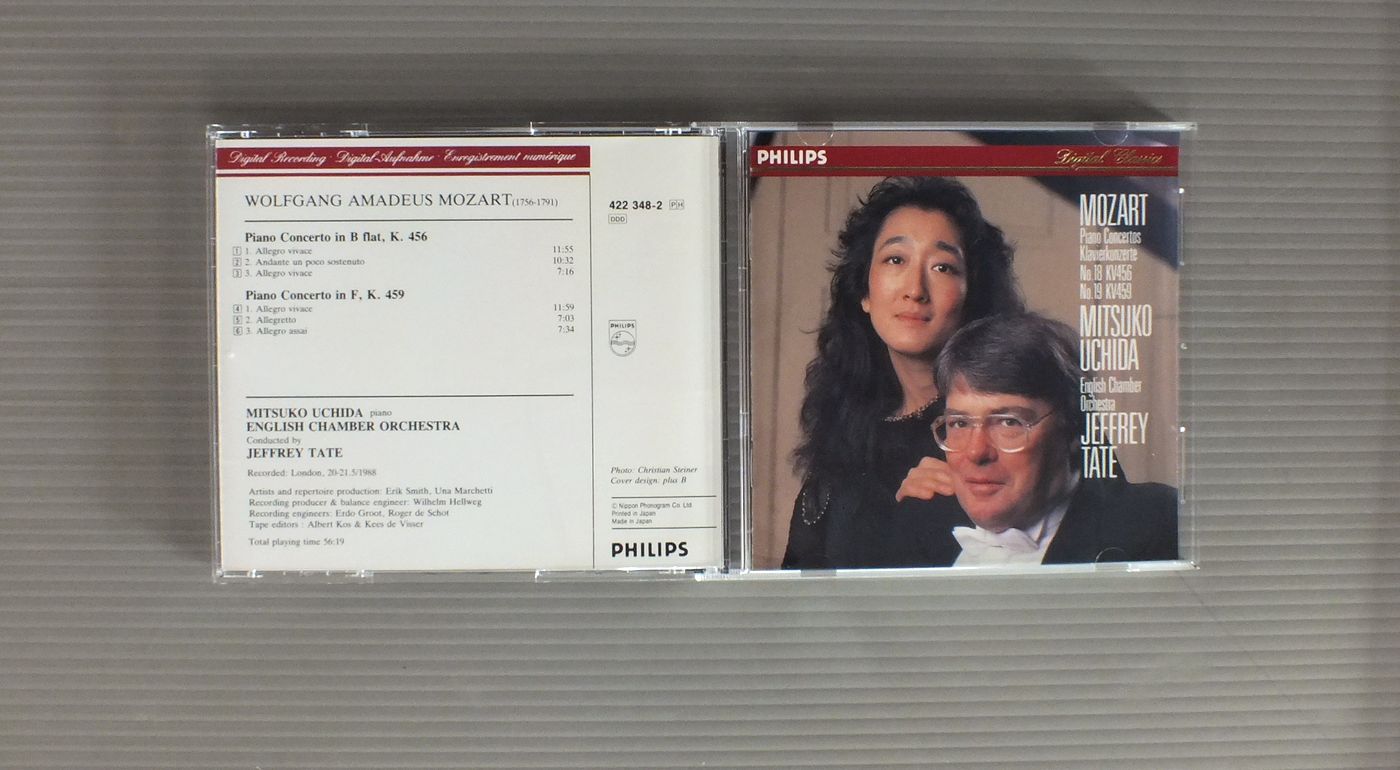 Digital Recording · Digital-Aufnahme · Enregistrement numérique
WOLFGANG AMADEUS MOZART (1756-1791)
Piano Concerto in B flat, K. 456
1 1. Allegro vivace 11:55
2 2. Andante un poco sostenuto 10:32
3 3. Allegro vivace 7:16
Piano Concerto in F, K. 459
4 1. Allegro vivace 11:59
5 2. Allegretto 7:03
6 3. Allegro assai 7:34
MITSUKO UCHIDA piano
ENGLISH CHAMBER ORCHESTRA
Conducted by
JEFFREY TATE
Recorded: London, 20-21.5/1988
Artists and repertoire production: Erik Smith, Una Marchetti
Recording producer & balance engineer: Wilhelm Hellweg
Recording engineers: Erdo Groot, Roger de Schot
Tape editors : Albert Kos & Kees de Visser
Total playing time 56:19
422 348-2 PH
DDD
PHILIPS
Photo: Christian Steiner
Cover design: plus B
© Nippon Phonogram Co. Ltd.
Printed in Japan
Made in Japan
PHILIPS
PHILIPS
Digital Classics
MOZART
Piano Concertos
Klavierkonzerte
No.18 KV456
No.19 KV459
MITSUKO
UCHIDA
English Chamber
Orchestra
JEFFREY
TATE